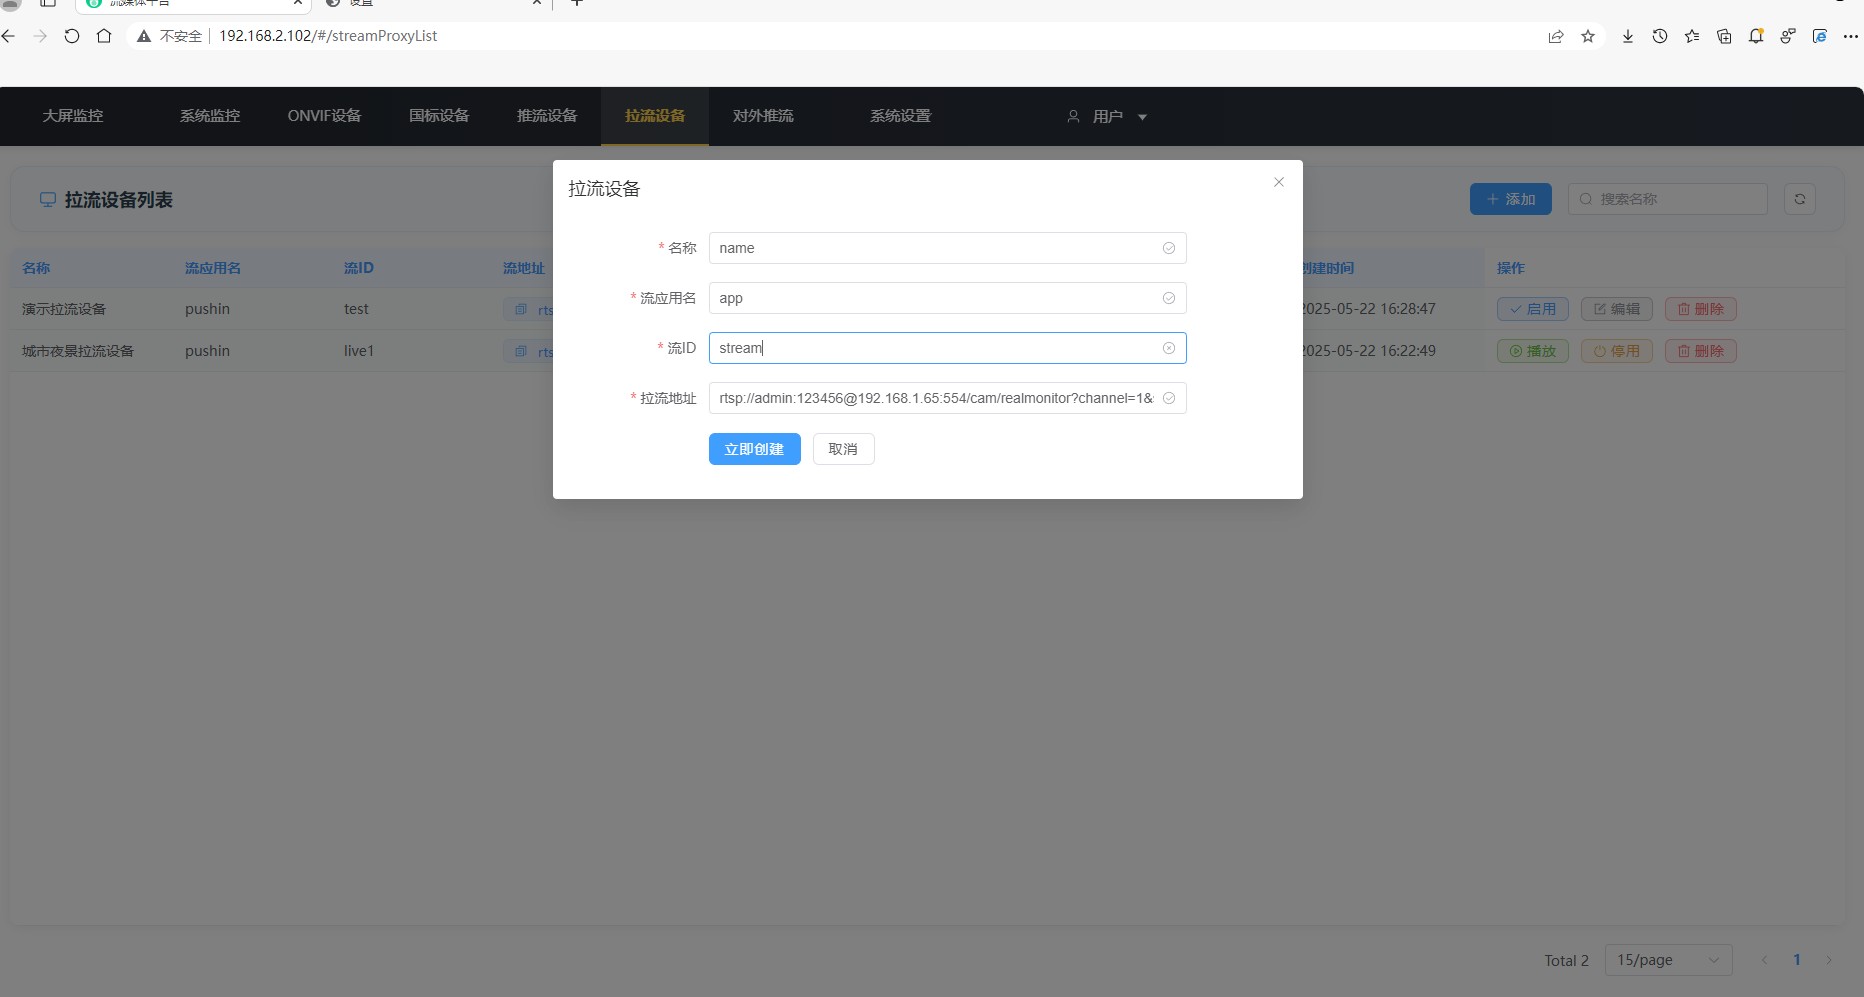 流媒体平台
设置
不安全 192.168.2.102/#/streamProxyList
大屏监控 系统监控 ONVIF设备 国标设备 推流设备 拉流设备 对外推流 系统设置 用户
拉流设备列表
添加 搜索名称
名称 流应用名 流ID 流地址 创建时间 操作
演示拉流设备 pushin test rts 2025-05-22 16:28:47 启用 编辑 删除
城市夜景拉流设备 pushin live1 rts 2025-05-22 16:22:49 播放 停用 删除
拉流设备
* 名称 name
* 流应用名 app
* 流ID stream
* 拉流地址 rtsp://admin:123456@192.168.1.65:554/cam/realmonitor?channel=1&
立即创建 取消
Total 2 15/page 1